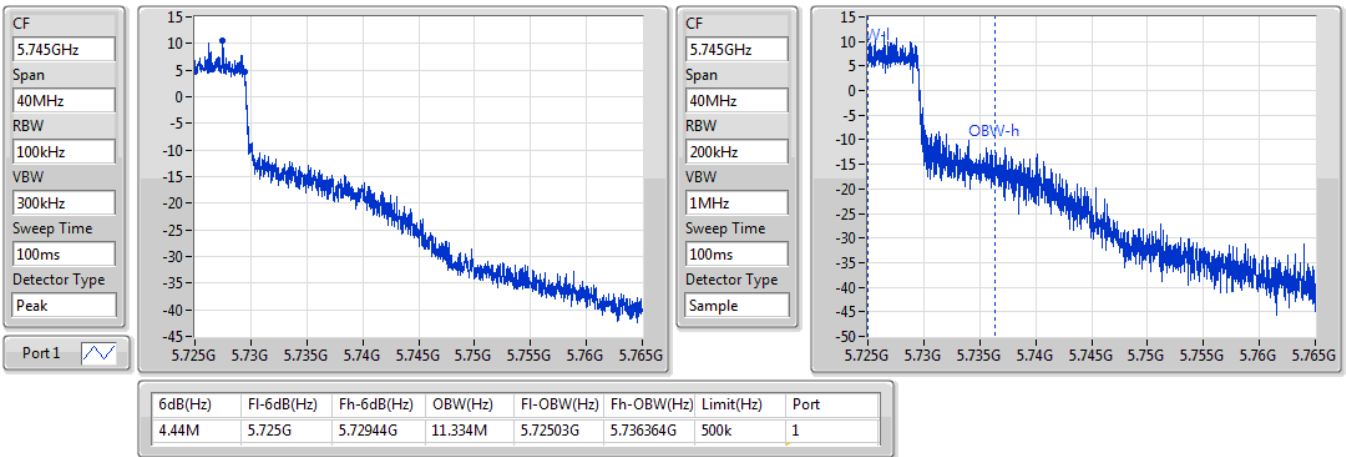 CF
5.745GHz
Span
40MHz
RBW
100kHz
VBW
300kHz
Sweep Time
100ms
Detector Type
Peak
Port 1
15
10
5
0
-5
-10
-15
-20
-25
-30
-35
-40
-45
5.725G 5.73G 5.735G 5.74G 5.745G 5.75G 5.755G 5.76G 5.765G
CF
5.745GHz
Span
40MHz
RBW
200kHz
VBW
1MHz
Sweep Time
100ms
Detector Type
Sample
15
10
5
0
-5
-10
-15
-20
-25
-30
-35
-40
-45
-50
W-l
OBW-h
5.725G 5.73G 5.735G 5.74G 5.745G 5.75G 5.755G 5.76G 5.765G
6dB(Hz) Fl-6dB(Hz) Fh-6dB(Hz) OBW(Hz) Fl-OBW(Hz) Fh-OBW(Hz) Limit(Hz) Port
4.44M 5.725G 5.72944G 11.334M 5.72503G 5.736364G 500k 1